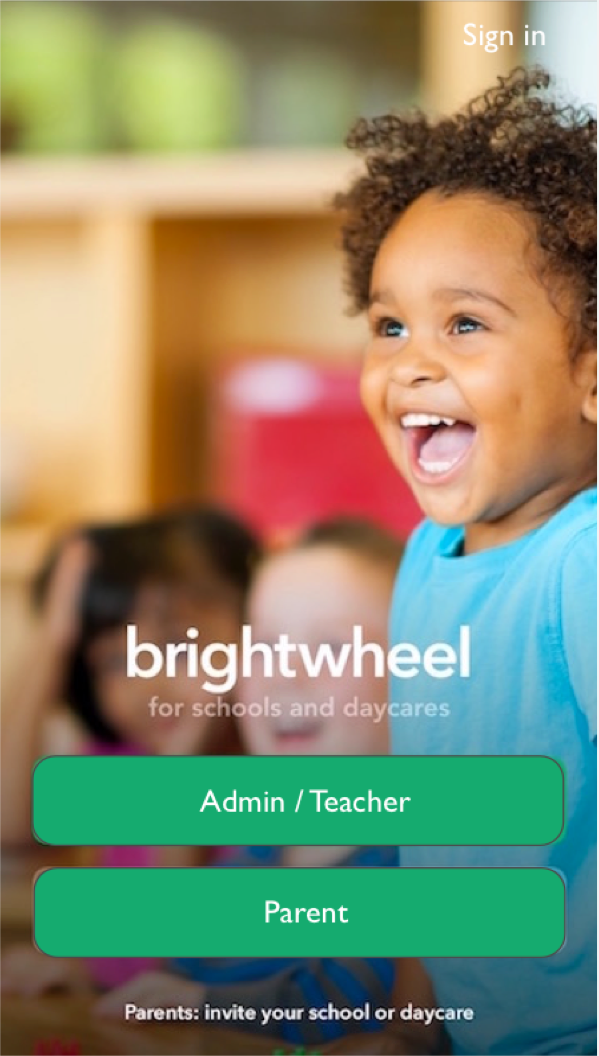 Sign in
brightwheel
for schools and daycares
Admin / Teacher
Parent
Parents: invite your school or daycare